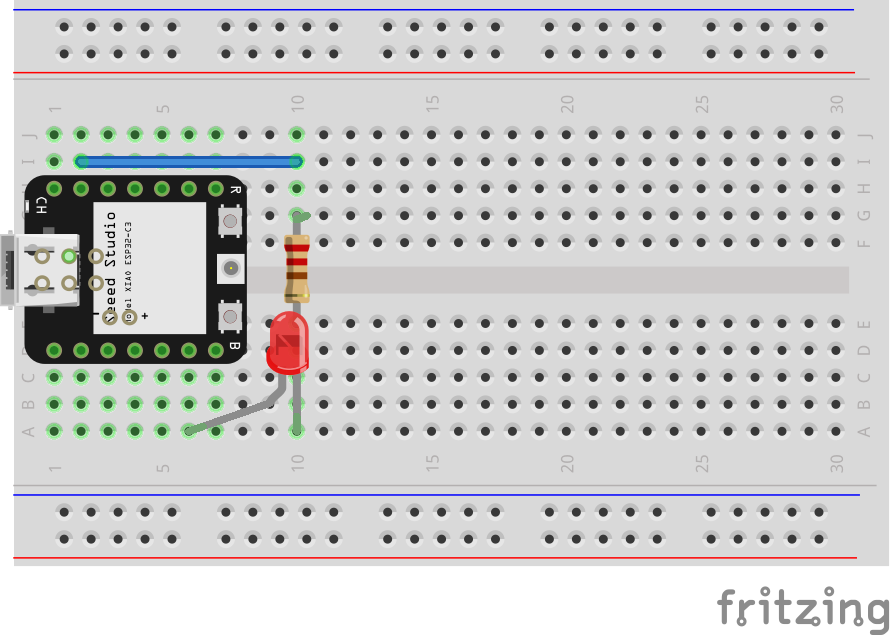 1 5 10 15 20 25 30
J J
I I
H
G
F
CH
R
Seeed Studio
Model XIAO ESP32-C3
- +
B
E
D
C C
B B
A A
1 5 10 15 20 25 30
fritzing